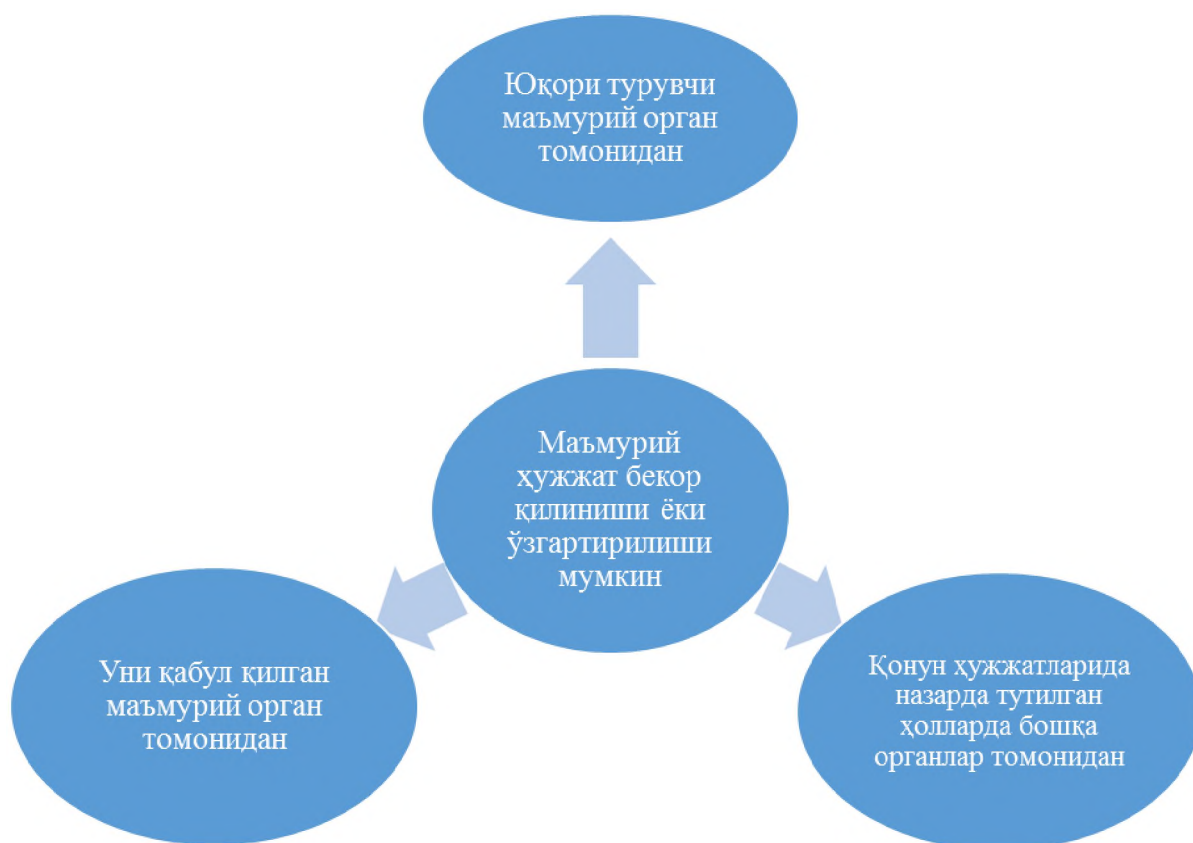 Юқори турувчи
маъмурий орган
томонидан
Маъмурий
ҳужжат бекор
қилиниши ёки
ўзгартирилиши
мумкин
Уни қабул қилган
маъмурий орган
томонидан
Қонун ҳужжатларида
назарда тутилган
ҳолларда бошқа
органлар томонидан